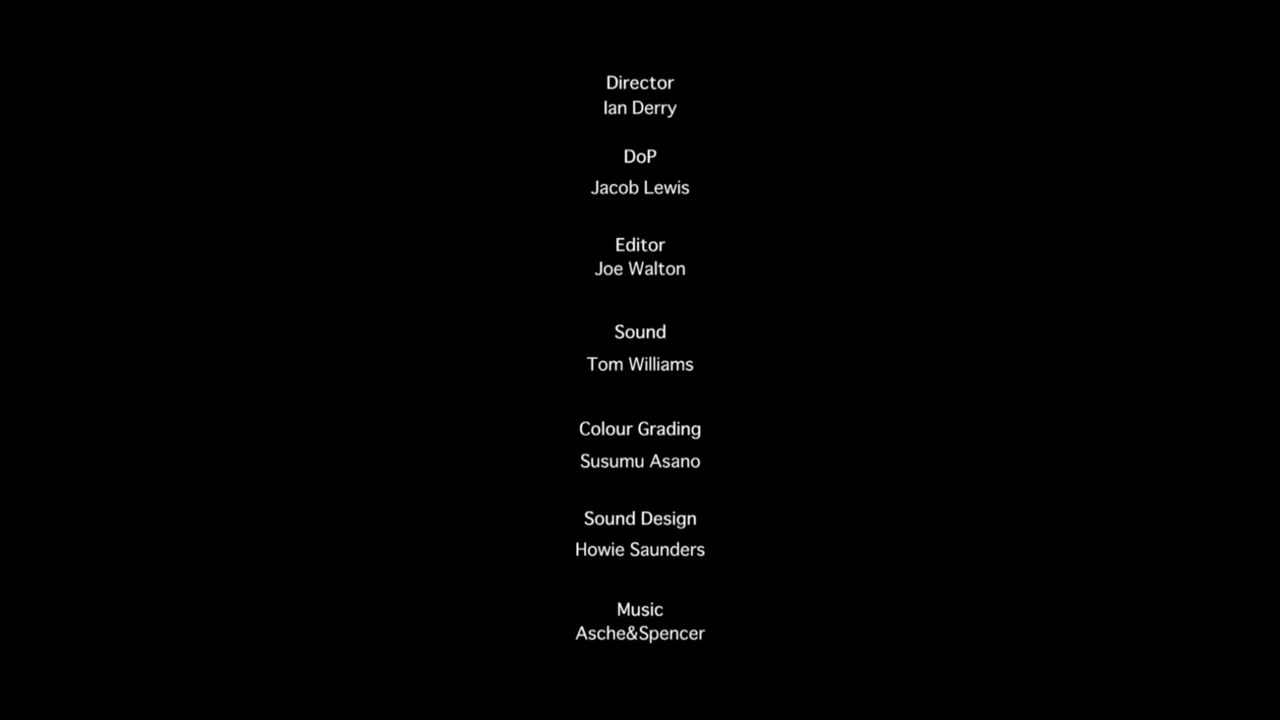 Director
Ian Derry
DoP
Jacob Lewis
Editor
Joe Walton
Sound
Tom Williams
Colour Grading
Susumu Asano
Sound Design
Howie Saunders
Music
Asche&Spencer